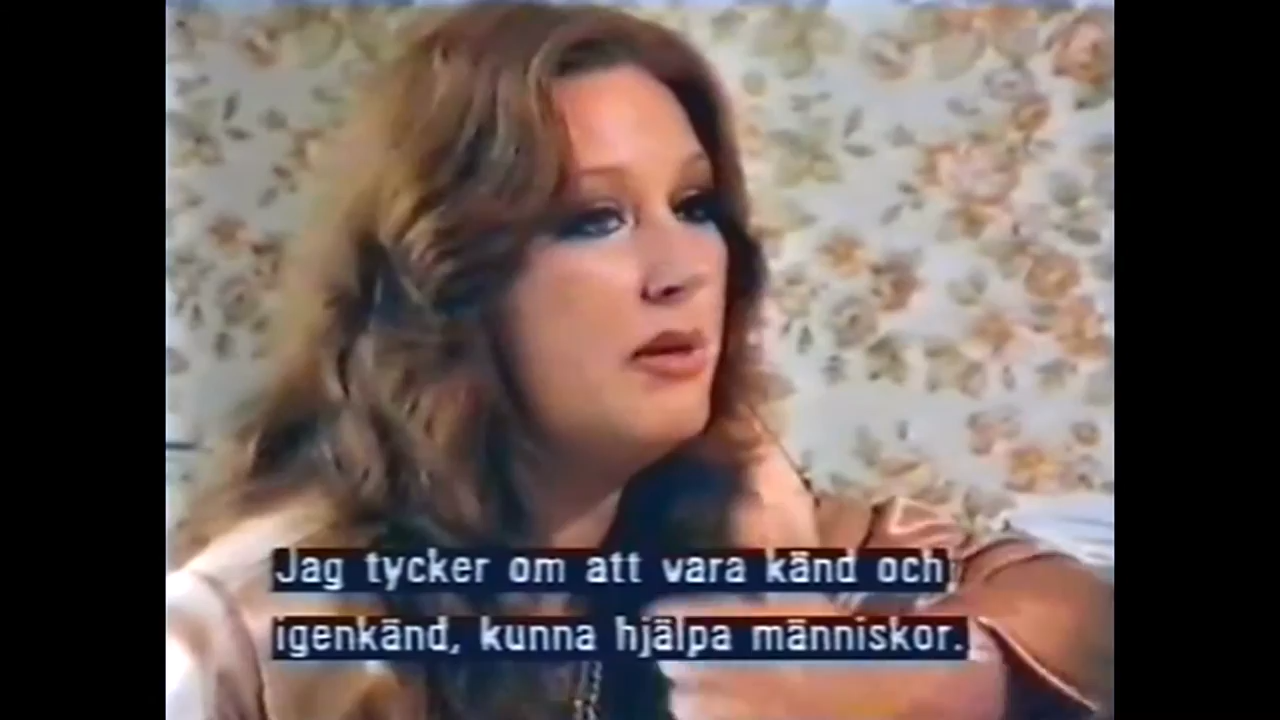 Jag tycker om att vara känd och
igenkänd, kunna hjälpa människor.